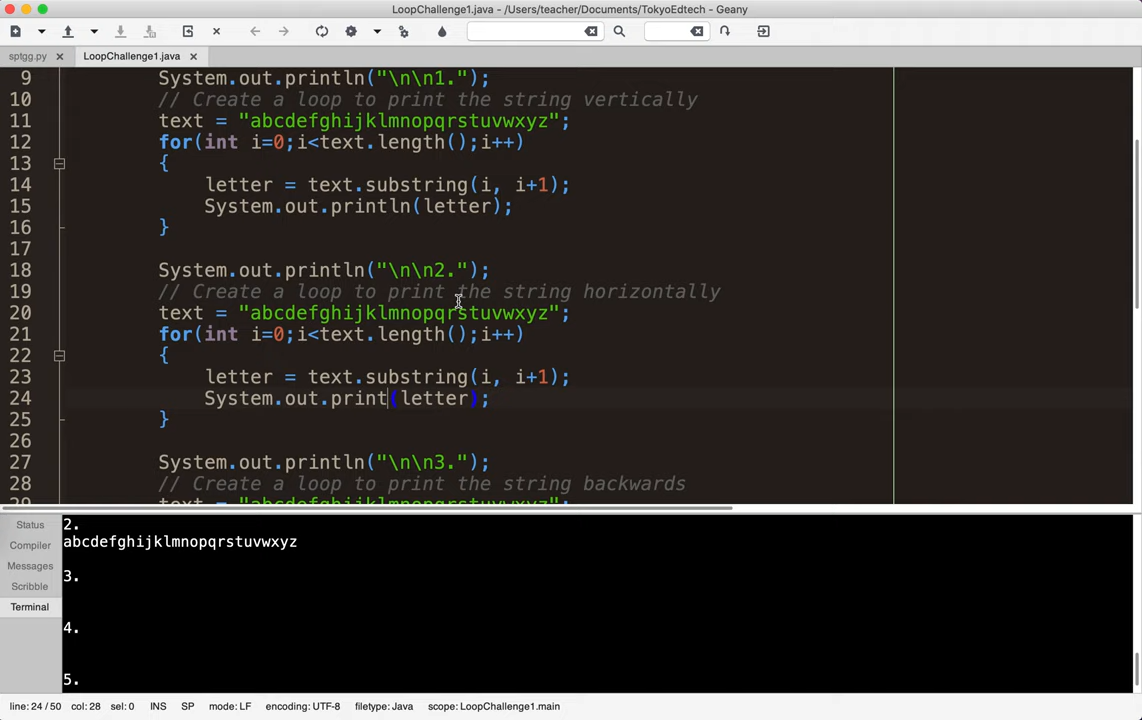 LoopChallenge1.java - /Users/teacher/Documents/TokyoEdtech - Geany
sptgg.py
LoopChallenge1.java
9 System.out.println("\n\n1.");
10 // Create a loop to print the string vertically
11 text = "abcdefghijklmnopqrstuvwxyz";
12 for(int i=0;i<text.length();i++)
13 {
14 letter = text.substring(i, i+1);
15 System.out.println(letter);
16 }
17
18 System.out.println("\n\n2.");
19 // Create a loop to print the string horizontally
20 text = "abcdefghijklmnopqrstuvwxyz";
21 for(int i=0;i<text.length();i++)
22 {
23 letter = text.substring(i, i+1);
24 System.out.print(letter);
25 }
26
27 System.out.println("\n\n3.");
28 // Create a loop to print the string backwards
29 text = "abcdefghijklmnopqrstuvwxyz";
Status
Compiler
Messages
Scribble
Terminal
2.
abcdefghijklmnopqrstuvwxyz
3.
4.
5.
line: 24 / 50 col: 28 sel: 0 INS SP mode: LF encoding: UTF-8 filetype: Java scope: LoopChallenge1.main